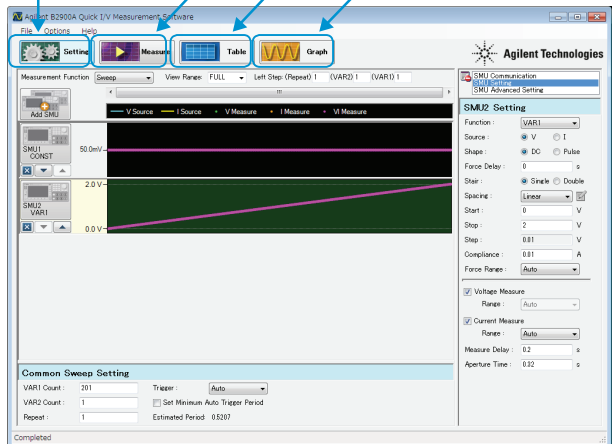 Agilent B2900A Quick I/V Measurement Software
File Options Help
Setting Measure Table Graph
Agilent Technologies
Measurement Function Sweep View Range: FULL Left Step: (Repeat) 1 (VAR2) 1 (VAR1) 1
Add SMU
V Source I Source V Measure I Measure VI Measure
SMU1
CONST
50.0mV
SMU2
VAR1
2.0 V
0.0 V
Common Sweep Setting
VAR1 Count : 201 Trigger : Auto
VAR2 Count : 1 Set Minimum Auto Trigger Period
Repeat : 1 Estimated Period: 0.5207
SMU Communication
SMU Setting
SMU Advanced Setting
SMU2 Setting
Function : VAR1
Source : V I
Shape : DC Pulse
Force Delay : 0 s
Stair : Single Double
Spacing : Linear
Start : 0 V
Stop : 2 V
Step : 0.01 V
Compliance : 0.01 A
Force Range : Auto
Voltage Measure
Range : Auto
Current Measure
Range : Auto
Measure Delay : 0.2 s
Aperture Time : 0.02 s
Completed